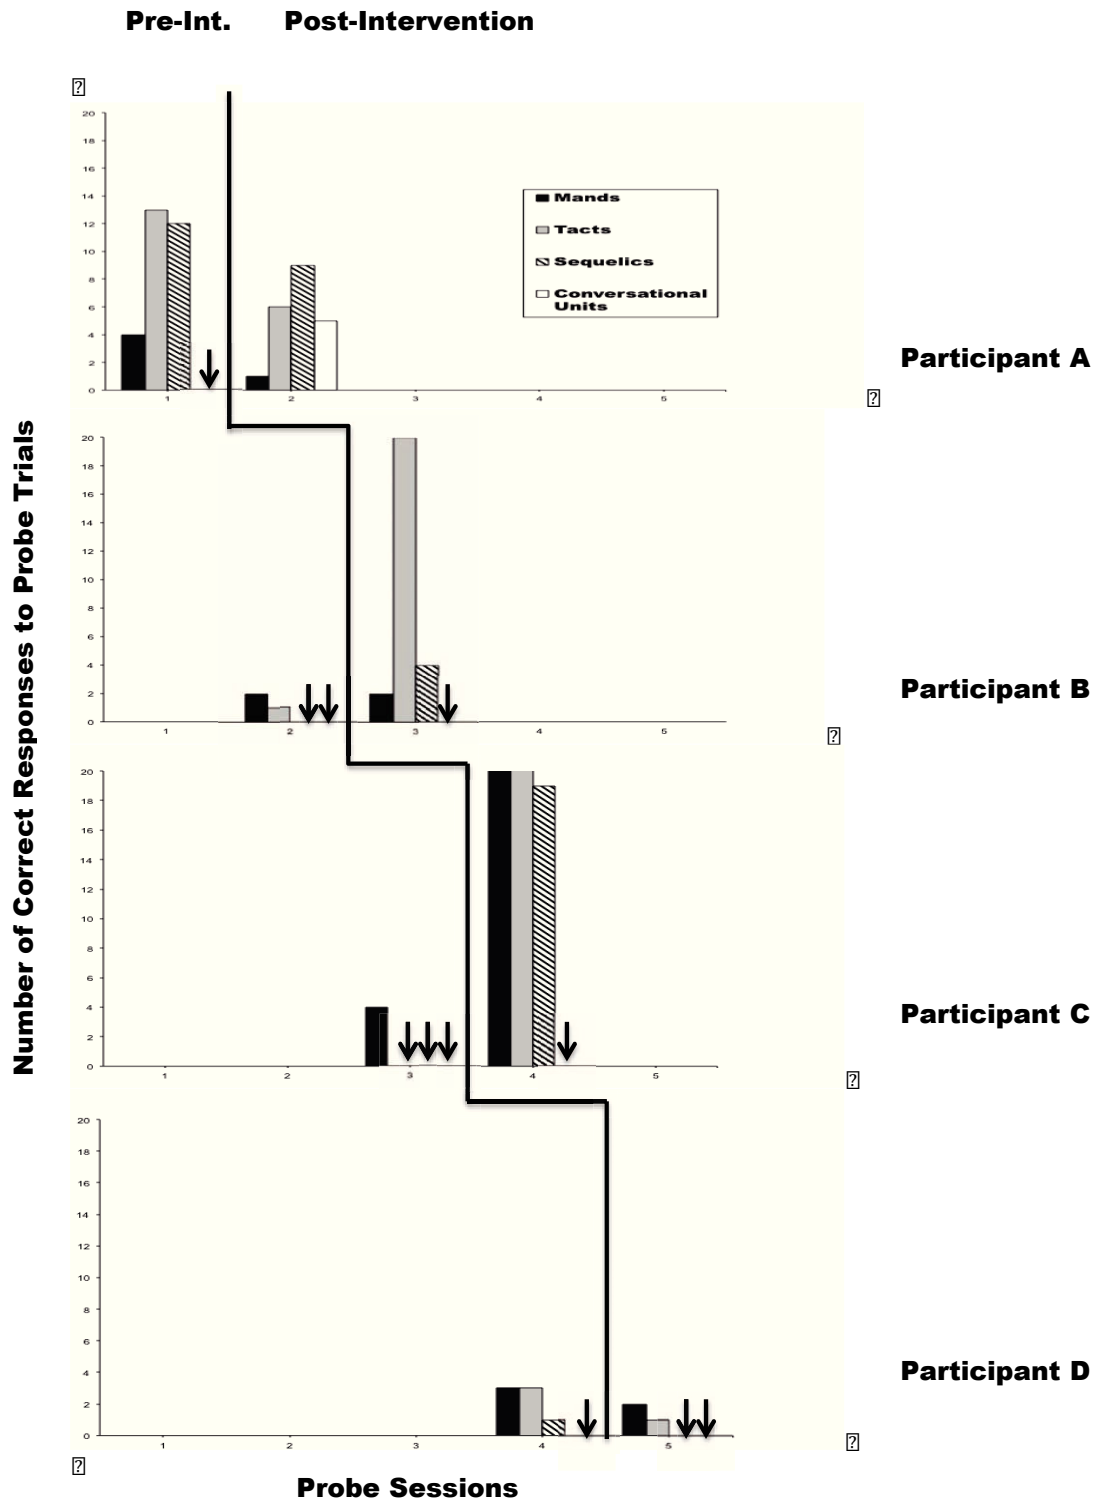 Pre-Int. Post-Intervention
20
18
16
14
12
10
8
6
4
2
0
1 2 3 4 5
Mands
Tacts
Sequelics
Conversational
Units
Participant A
Number of Correct Responses to Probe Trials
20
18
16
14
12
10
8
6
4
2
0
1 2 3 4 5
Participant B
20
18
16
14
12
10
8
6
4
2
0
1 2 3 4 5
Participant C
20
18
16
14
12
10
8
6
4
2
0
1 2 3 4 5
Participant D
Probe Sessions